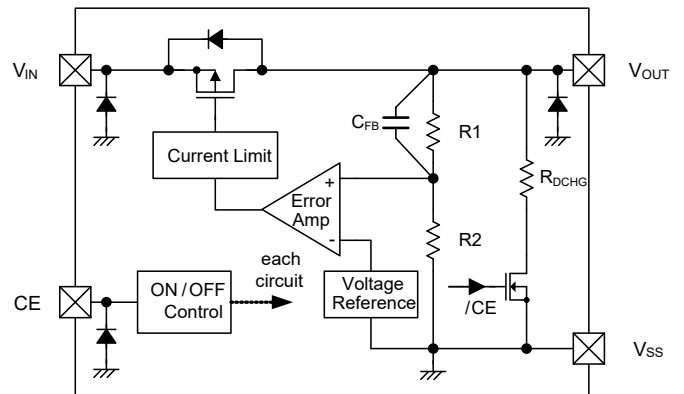 VIN
VOUT
CFB
R1
Current Limit
RDCHG
+
Error
Amp
-
R2
each
circuit
Voltage
Reference
CE
ON / OFF
Control
/CE
VSS